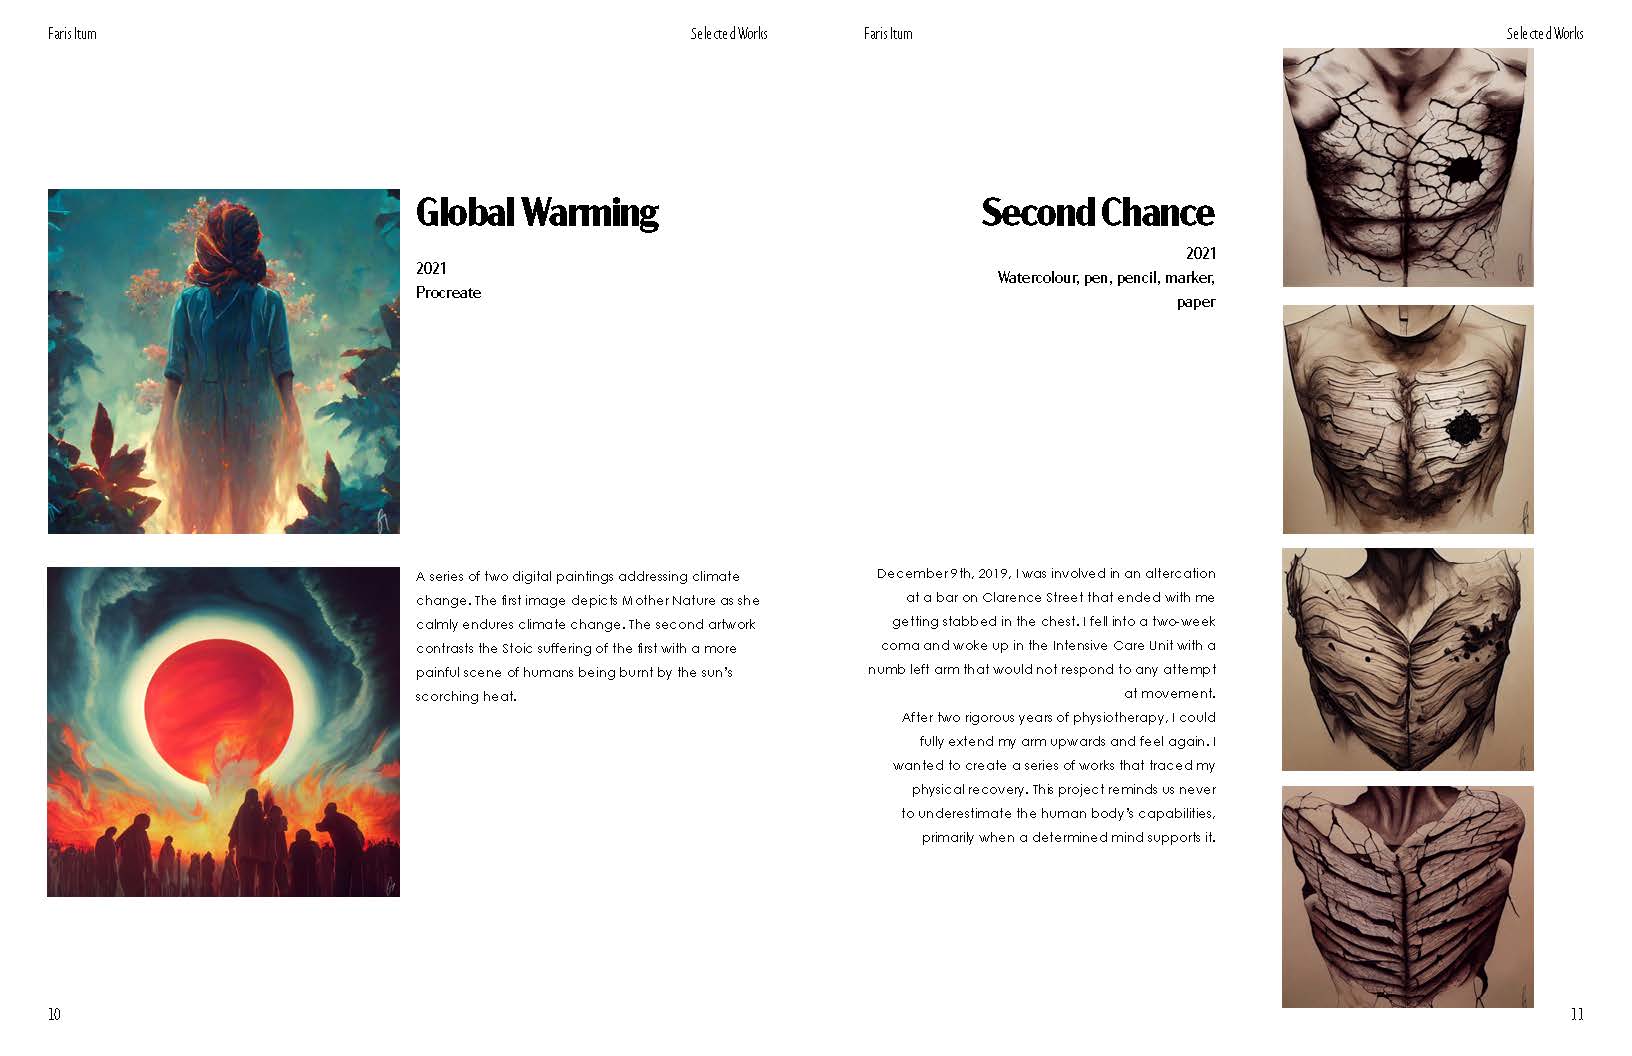 Faris Itum
Selected Works
Global Warming
2021
Procreate
A series of two digital paintings addressing climate
change. The first image depicts Mother Nature as she
calmly endures climate change. The second artwork
contrasts the Stoic suffering of the first with a more
painful scene of humans being burnt by the sun's
scorching heat.
10
Faris Itum
Selected Works
Second Chance
2021
Watercolour, pen, pencil, marker,
paper
December 9th, 2019, I was involved in an altercation
at a bar on Clarence Street that ended with me
getting stabbed in the chest. I fell into a two-week
coma and woke up in the Intensive Care Unit with a
numb left arm that would not respond to any attempt
at movement.
After two rigorous years of physiotherapy, I could
fully extend my arm upwards and feel again. I
wanted to create a series of works that traced my
physical recovery. This project reminds us never
to underestimate the human body's capabilities,
primarily when a determined mind supports it.
11